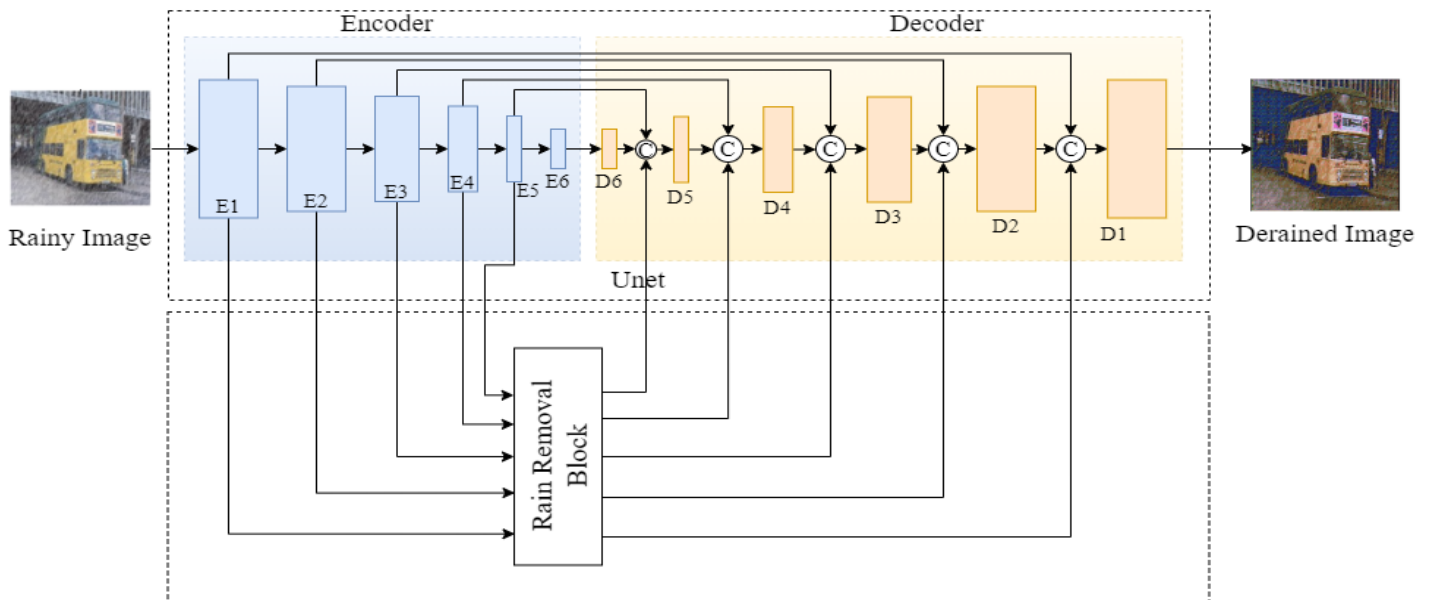 Encoder
Decoder
E1
E2
E3
E4
E5
E6
D6
C
D5
C
D4
C
D3
C
D2
C
D1
Rainy Image
Derained Image
Unet
Rain Removal
Block